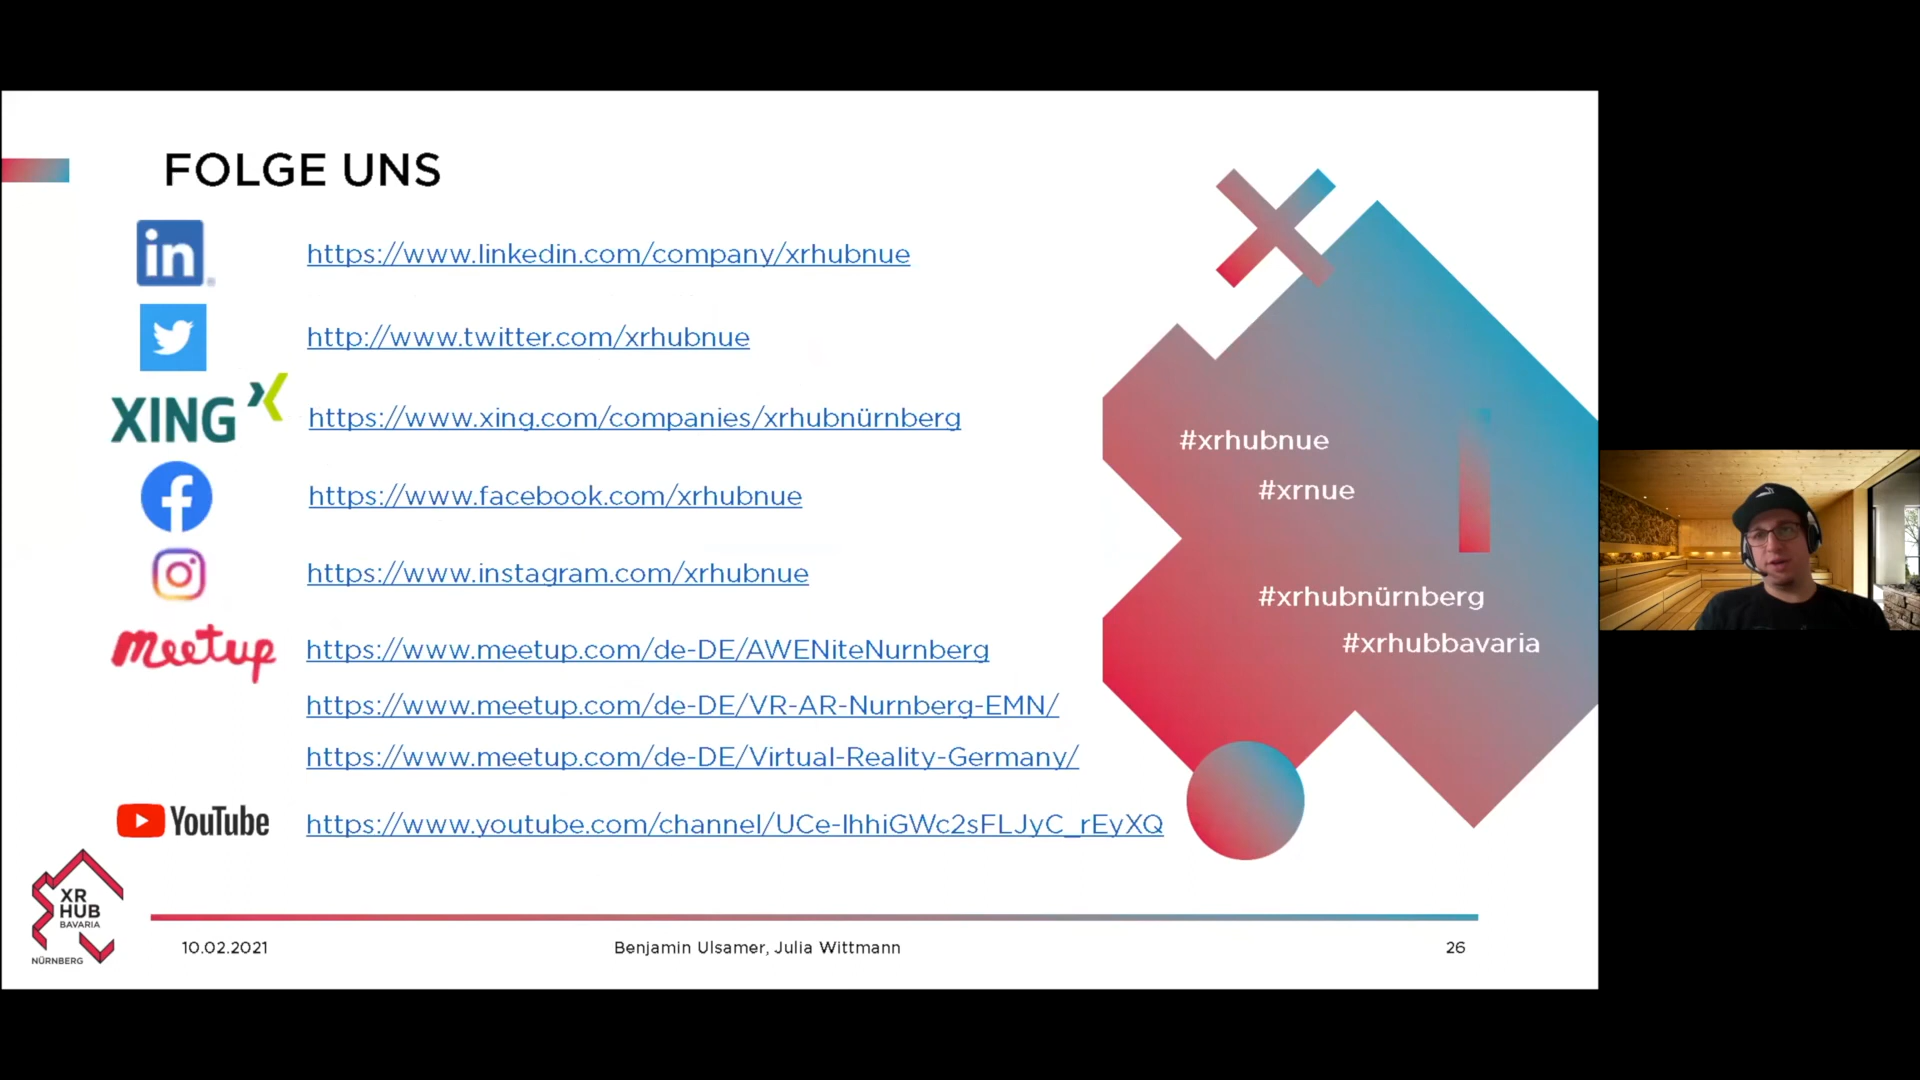 FOLGE UNS
in
https://www.linkedin.com/company/xrhubnue
http://www.twitter.com/xrhubnue
XING
https://www.xing.com/companies/xrhubnürnberg
https://www.facebook.com/xrhubnue
https://www.instagram.com/xrhubnue
meetup
https://www.meetup.com/de-DE/AWENiteNurnberg
https://www.meetup.com/de-DE/VR-AR-Nurnberg-EMN/
https://www.meetup.com/de-DE/Virtual-Reality-Germany/
YouTube
https://www.youtube.com/channel/UCe-lhhiGWc2sFLJyC_rEyXQ
#xrhubnue
#xrnue
#xrhubnürnberg
#xrhubbavaria
XR
HUB
BAVARIA
NÜRNBERG
10.02.2021
Benjamin Ulsamer, Julia Wittmann
26